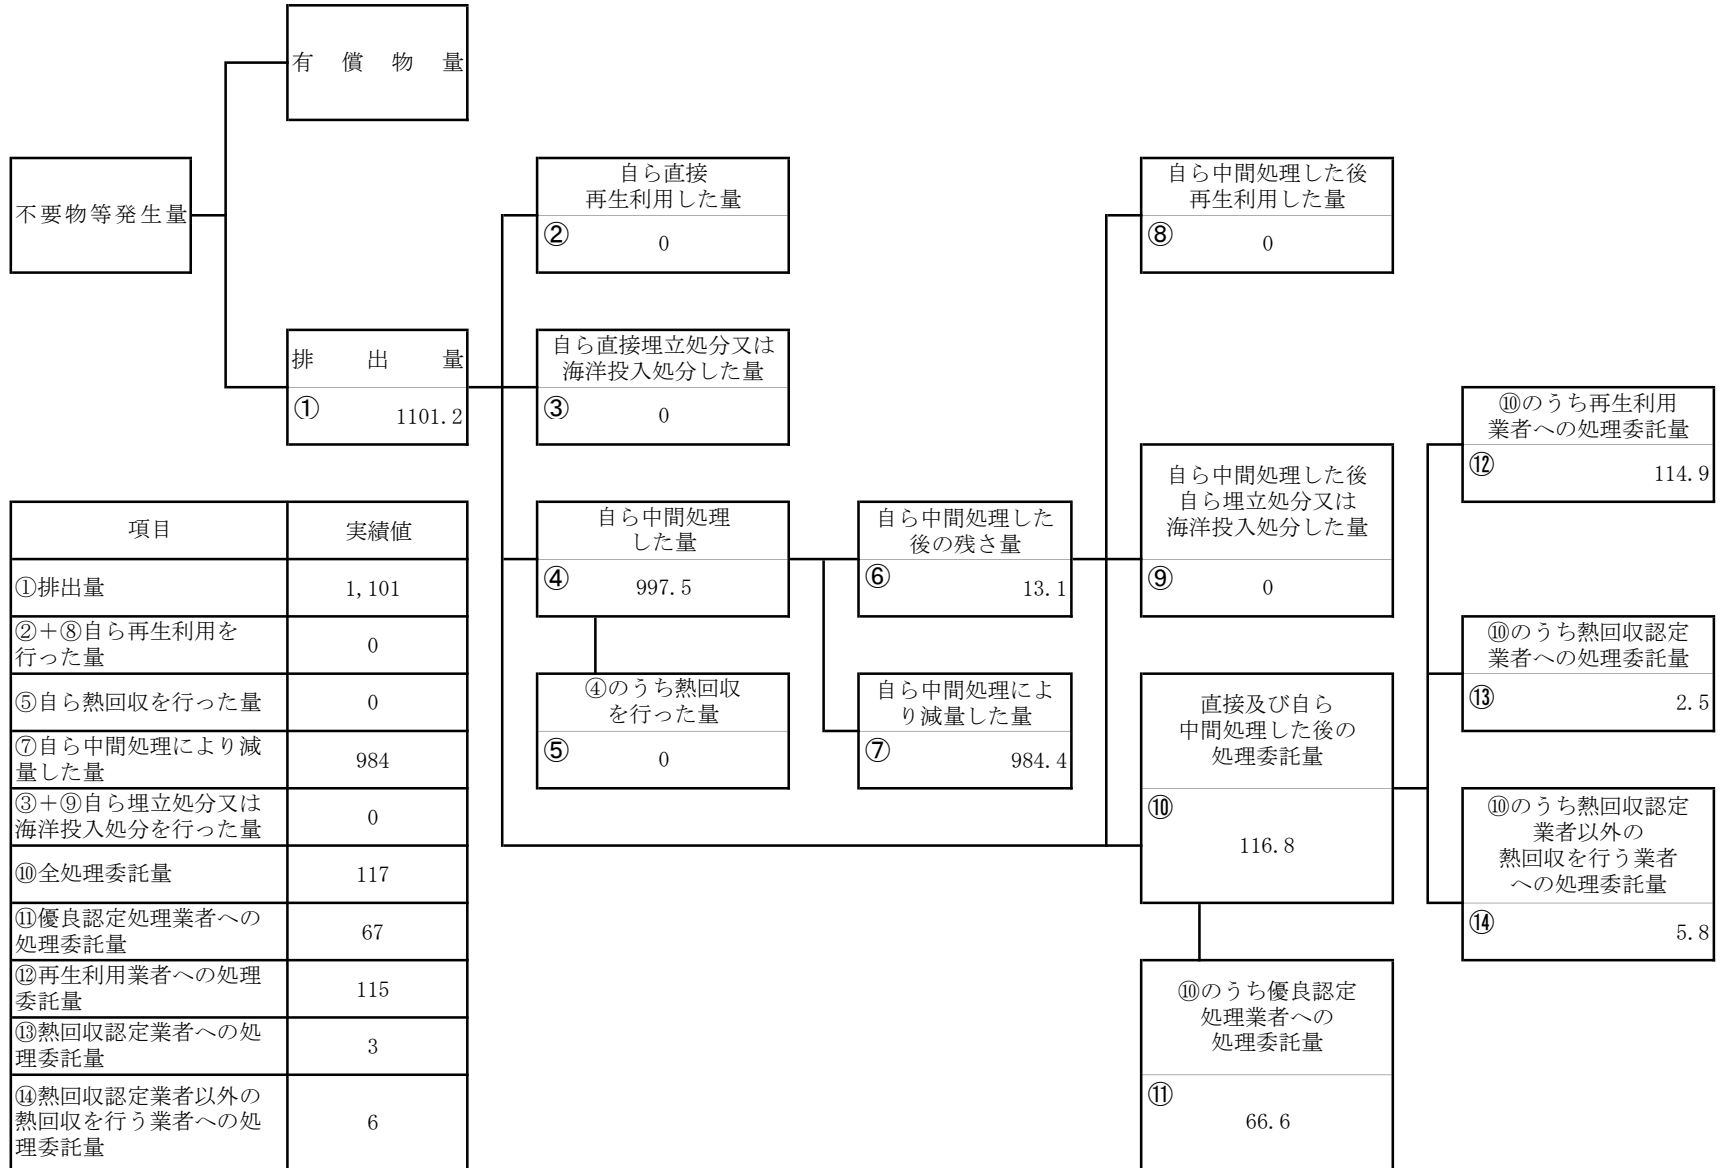 有償物量
不要物等発生量
自ら直接
再生利用した量
②
0
自ら中間処理した後
再生利用した量
⑧
0
排出量
①
1101.2
自ら直接埋立処分又は
海洋投入処分した量
③
0
⑩のうち再生利用
業者への処理委託量
⑫
114.9
自ら中間処理
した量
④
997.5
自ら中間処理した
後の残さ量
⑥
13.1
自ら中間処理した後
自ら埋立処分又は
海洋投入処分した量
⑨
0
⑩のうち熱回収認定
業者への処理委託量
⑬
2.5
④のうち熱回収
を行った量
⑤
0
自ら中間処理によ
り減量した量
⑦
984.4
直接及び自ら
中間処理した後の
処理委託量
⑩
116.8
⑩のうち熱回収認定
業者以外の
熱回収を行う業者
への処理委託量
⑭
5.8
⑩のうち優良認定
処理業者への
処理委託量
⑪
66.6
項目 実績値
①排出量 1,101
②＋⑧自ら再生利用を
行った量 0
⑤自ら熱回収を行った量 0
⑦自ら中間処理により減
量した量 984
③＋⑨自ら埋立処分又は
海洋投入処分を行った量 0
⑩全処理委託量 117
⑪優良認定処理業者への
処理委託量 67
⑫再生利用業者への処理
委託量 115
⑬熱回収認定業者への処
理委託量 3
⑭熱回収認定業者以外の
熱回収を行う業者への処
理委託量 6